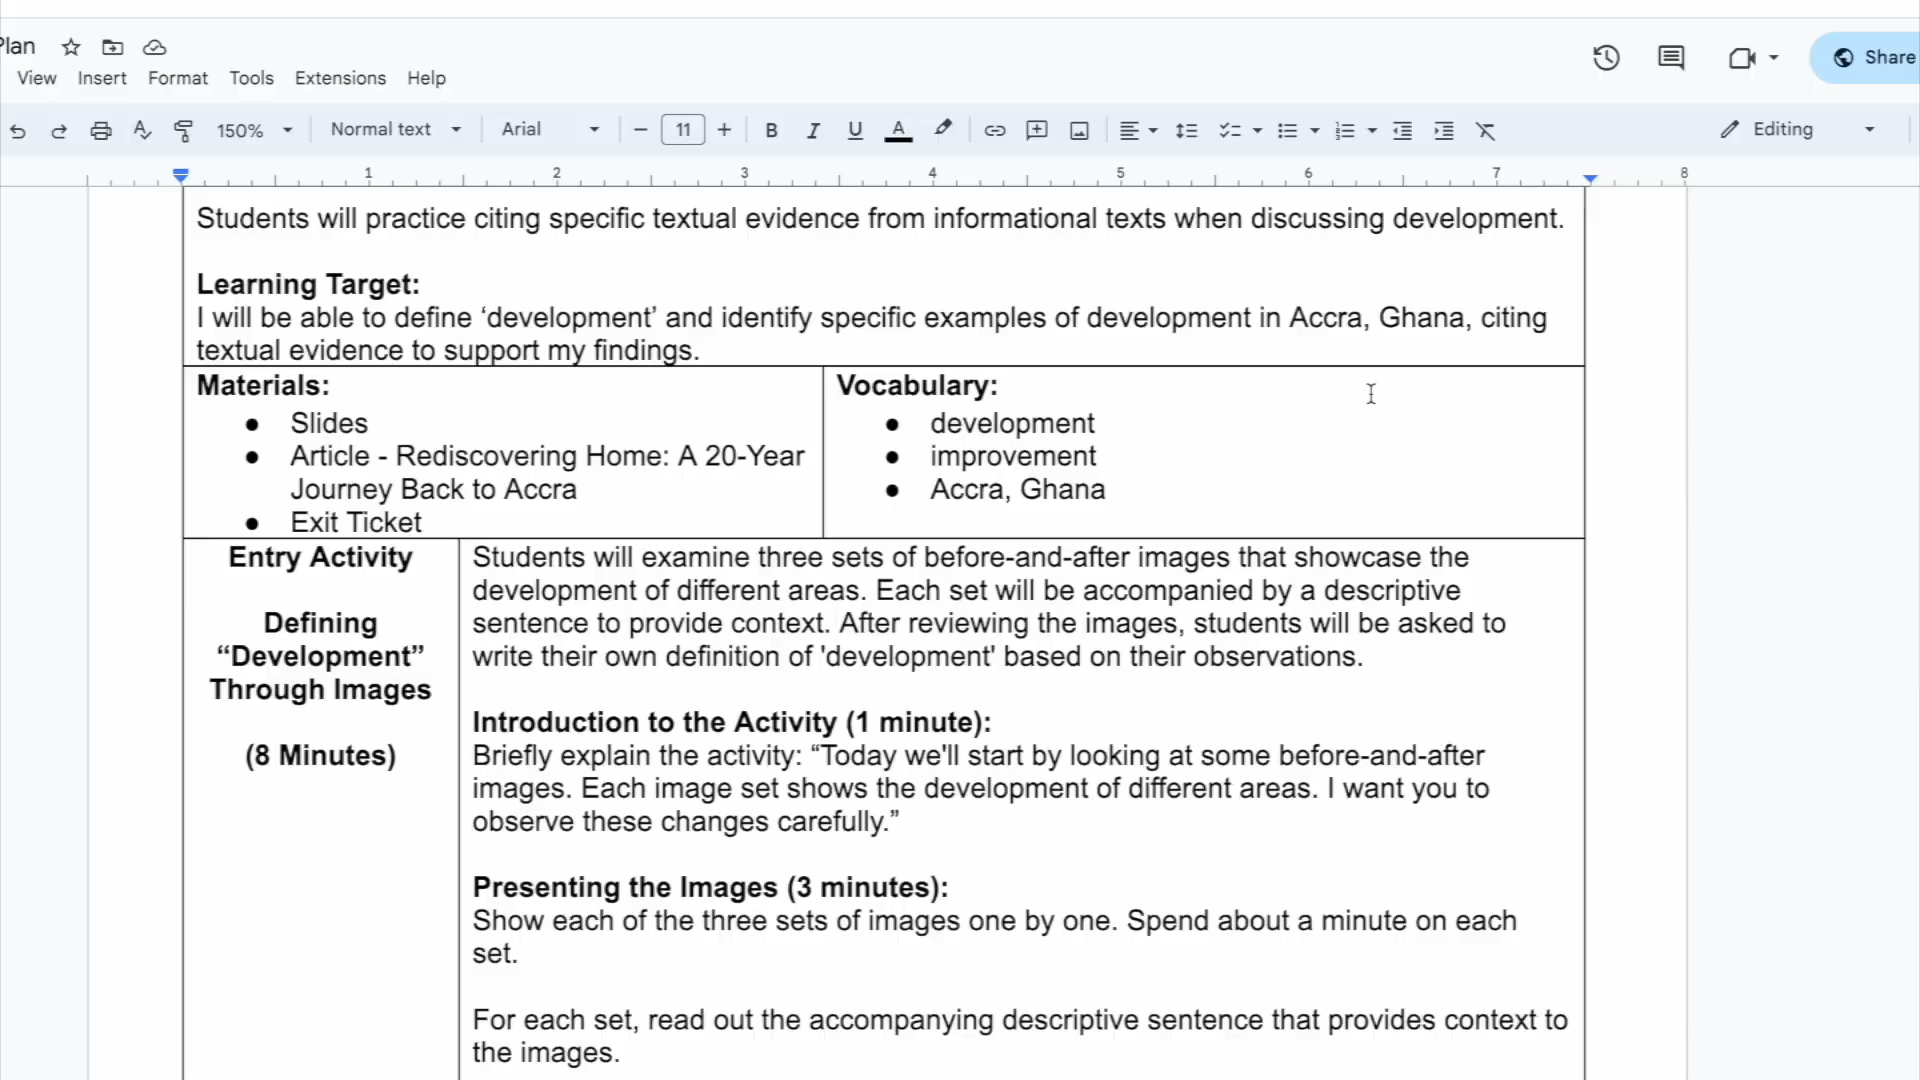 Plan
View Insert Format Tools Extensions Help
Share
150% Normal text Arial 11 Editing
1 2 3 4 5 6 7 8
Students will practice citing specific textual evidence from informational texts when discussing development.
Learning Target:
I will be able to define ‘development’ and identify specific examples of development in Accra, Ghana, citing
textual evidence to support my findings.
Materials:
● Slides
● Article - Rediscovering Home: A 20-Year
Journey Back to Accra
● Exit Ticket
Vocabulary:
● development
● improvement
● Accra, Ghana
Entry Activity
Defining
“Development”
Through Images
(8 Minutes)
Students will examine three sets of before-and-after images that showcase the
development of different areas. Each set will be accompanied by a descriptive
sentence to provide context. After reviewing the images, students will be asked to
write their own definition of 'development' based on their observations.
Introduction to the Activity (1 minute):
Briefly explain the activity: “Today we'll start by looking at some before-and-after
images. Each image set shows the development of different areas. I want you to
observe these changes carefully.”
Presenting the Images (3 minutes):
Show each of the three sets of images one by one. Spend about a minute on each
set.
For each set, read out the accompanying descriptive sentence that provides context to
the images.